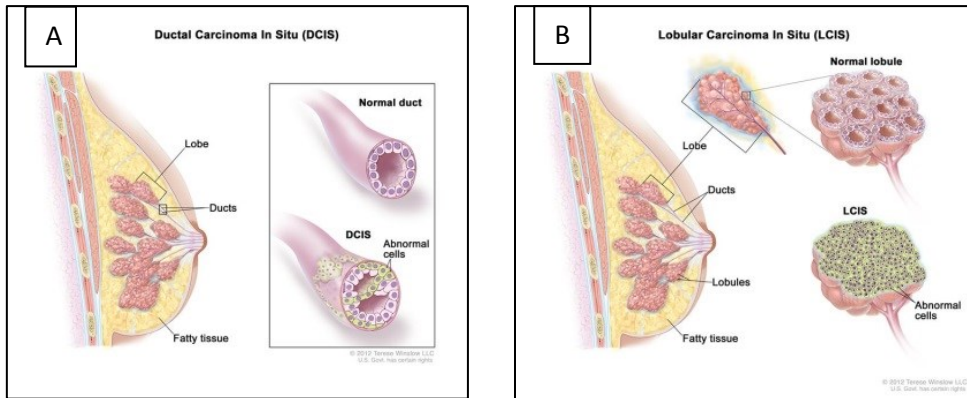 A
Ductal Carcinoma In Situ (DCIS)
Normal duct
Lobe
Ducts
DCIS
Abnormal
cells
Fatty tissue
© 2012 Terese Winslow LLC
U.S. Govt. has certain rights
B
Lobular Carcinoma In Situ (LCIS)
Normal lobule
Lobe
Ducts
LCIS
Lobules
Abnormal
cells
Fatty tissue
© 2012 Terese Winslow LLC
U.S. Govt. has certain rights